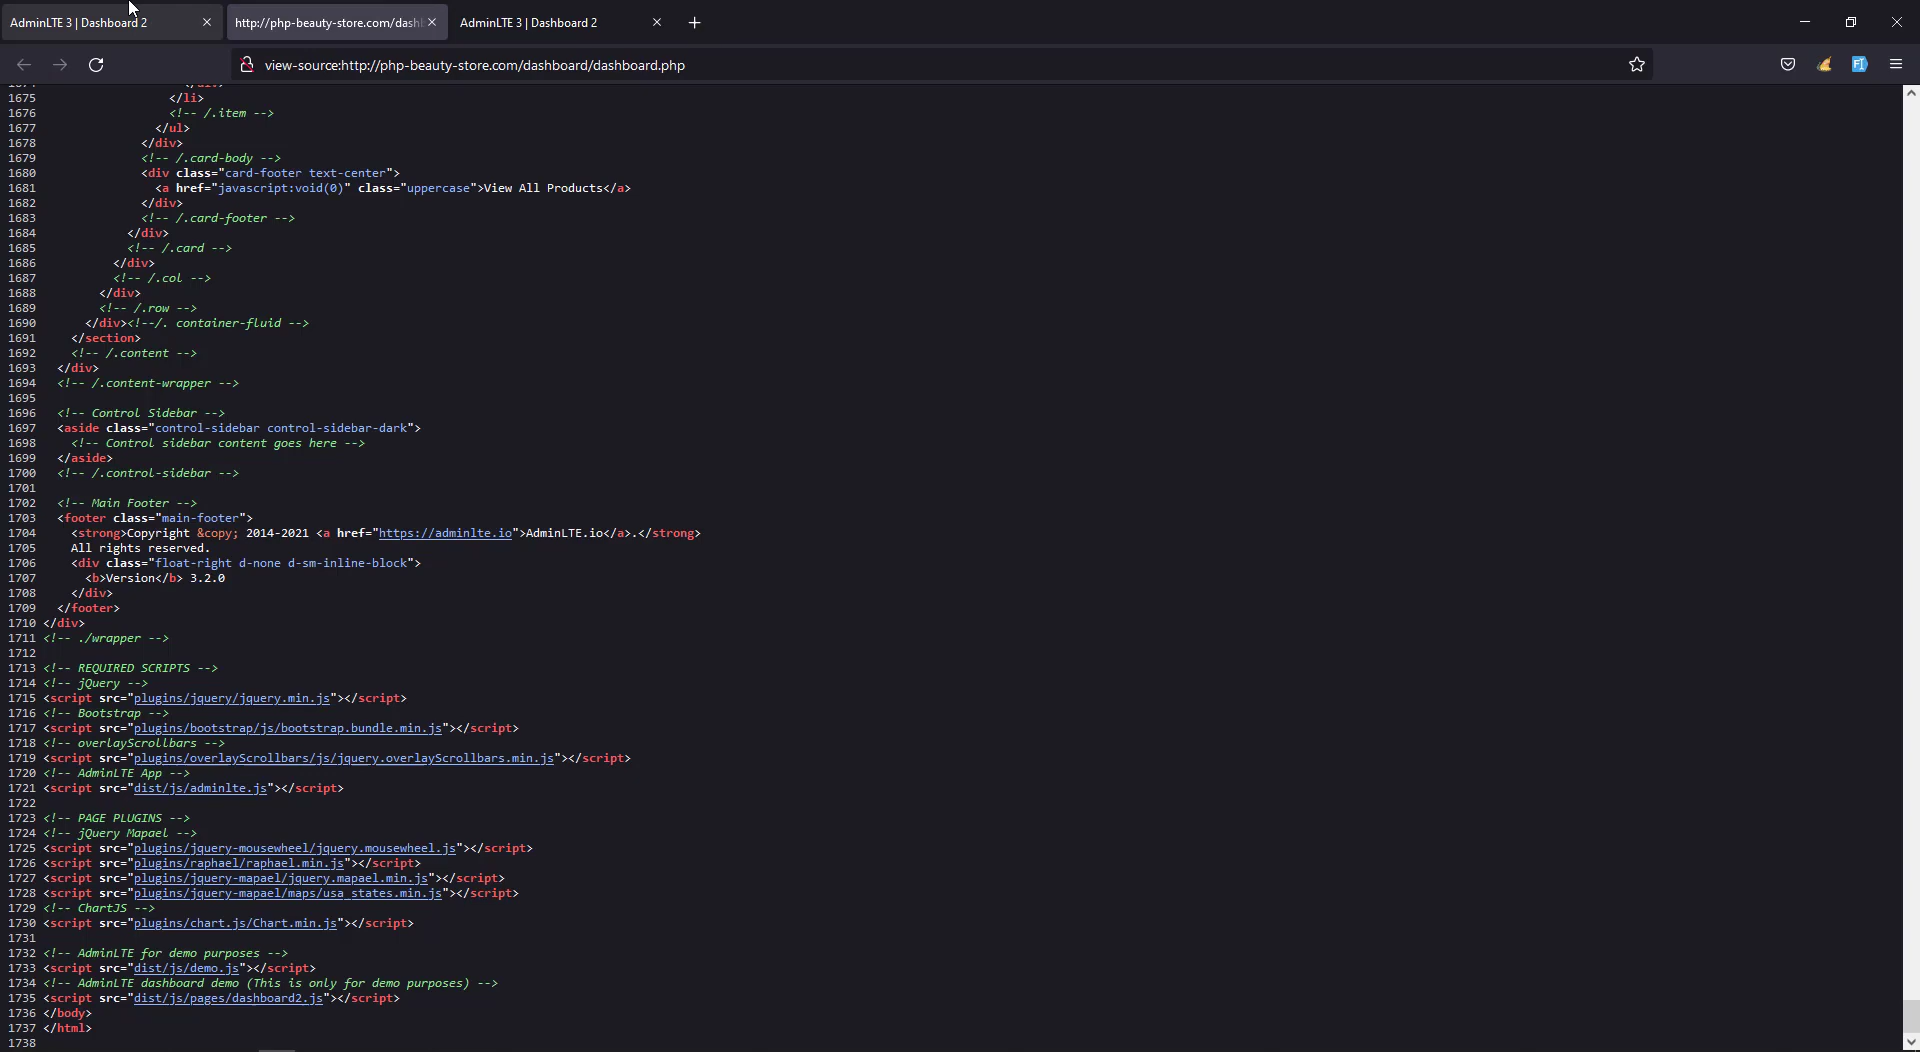 AdminLTE 3 | Dashboard 2
http://php-beauty-store.com/dash
AdminLTE 3 | Dashboard 2
view-source:http://php-beauty-store.com/dashboard/dashboard.php
1675 </li>
1676 <!-- /.item -->
1677 </ul>
1678 </div>
1679 <!-- /.card-body -->
1680 <div class="card-footer text-center">
1681 <a href="javascript:void(0)" class="uppercase">View All Products</a>
1682 </div>
1683 <!-- /.card-footer -->
1684 </div>
1685 <!-- /.card -->
1686 </div>
1687 <!-- /.col -->
1688 </div>
1689 <!-- /.row -->
1690 </div><!--/. container-fluid -->
1691 </section>
1692 <!-- /.content -->
1693 </div>
1694 <!-- /.content-wrapper -->
1695
1696 <!-- Control Sidebar -->
1697 <aside class="control-sidebar control-sidebar-dark">
1698 <!-- Control sidebar content goes here -->
1699 </aside>
1700 <!-- /.control-sidebar -->
1701
1702 <!-- Main Footer -->
1703 <footer class="main-footer">
1704 <strong>Copyright &copy; 2014-2021 <a href="https://adminlte.io">AdminLTE.io</a>.</strong>
1705 All rights reserved.
1706 <div class="float-right d-none d-sm-inline-block">
1707 <b>Version</b> 3.2.0
1708 </div>
1709 </footer>
1710 </div>
1711 <!-- ./wrapper -->
1712
1713 <!-- REQUIRED SCRIPTS -->
1714 <!-- jQuery -->
1715 <script src="plugins/jquery/jquery.min.js"></script>
1716 <!-- Bootstrap -->
1717 <script src="plugins/bootstrap/js/bootstrap.bundle.min.js"></script>
1718 <!-- overlayScrollbars -->
1719 <script src="plugins/overlayScrollbars/js/jquery.overlayScrollbars.min.js"></script>
1720 <!-- AdminLTE App -->
1721 <script src="dist/js/adminlte.js"></script>
1722
1723 <!-- PAGE PLUGINS -->
1724 <!-- jQuery Mapael -->
1725 <script src="plugins/jquery-mousewheel/jquery.mousewheel.js"></script>
1726 <script src="plugins/raphael/raphael.min.js"></script>
1727 <script src="plugins/jquery-mapael/jquery.mapael.min.js"></script>
1728 <script src="plugins/jquery-mapael/maps/usa_states.min.js"></script>
1729 <!-- ChartJS -->
1730 <script src="plugins/chart.js/Chart.min.js"></script>
1731
1732 <!-- AdminLTE for demo purposes -->
1733 <script src="dist/js/demo.js"></script>
1734 <!-- AdminLTE dashboard demo (This is only for demo purposes) -->
1735 <script src="dist/js/pages/dashboard2.js"></script>
1736 </body>
1737 </html>
1738